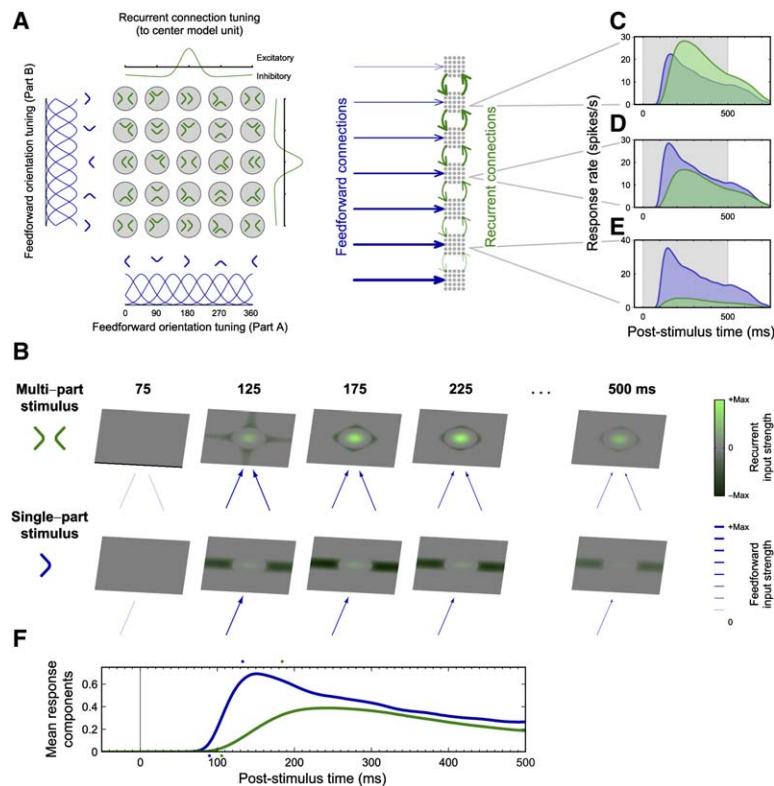 A
Recurrent connection tuning
(to center model unit)
Excitatory
Inhibitory
Feedforward orientation tuning (Part B)
0 90 180 270 360
Feedforward orientation tuning (Part A)
Feedforward connections
Recurrent connections
C
30
20
10
0
0 500
D
30
20
10
0
0 500
E
40
20
0
0 500
Response rate (spikes/s)
Post-stimulus time (ms)
B
Multi–part
stimulus
75 125 175 225 ... 500 ms
+Max
0
−Max
Recurrent
input strength
Single–part
stimulus
+Max
0
Feedforward
input strength
F
Mean response
components
0.6
0.4
0.2
0
0 100 200 300 400 500
Post-stimulus time (ms)